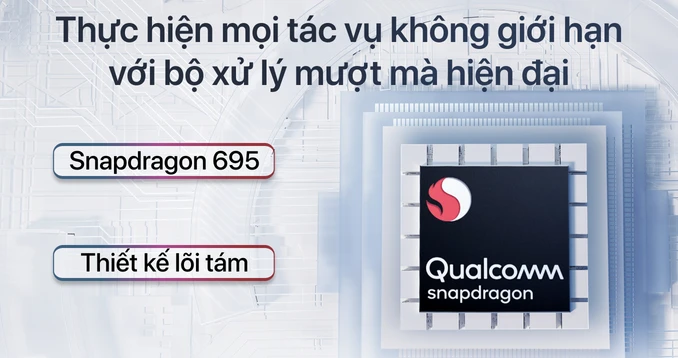 Thực hiện mọi tác vụ không giới hạn
với bộ xử lý mượt mà hiện đại
Snapdragon 695
Thiết kế lõi tám
Qualcomm
snapdragon